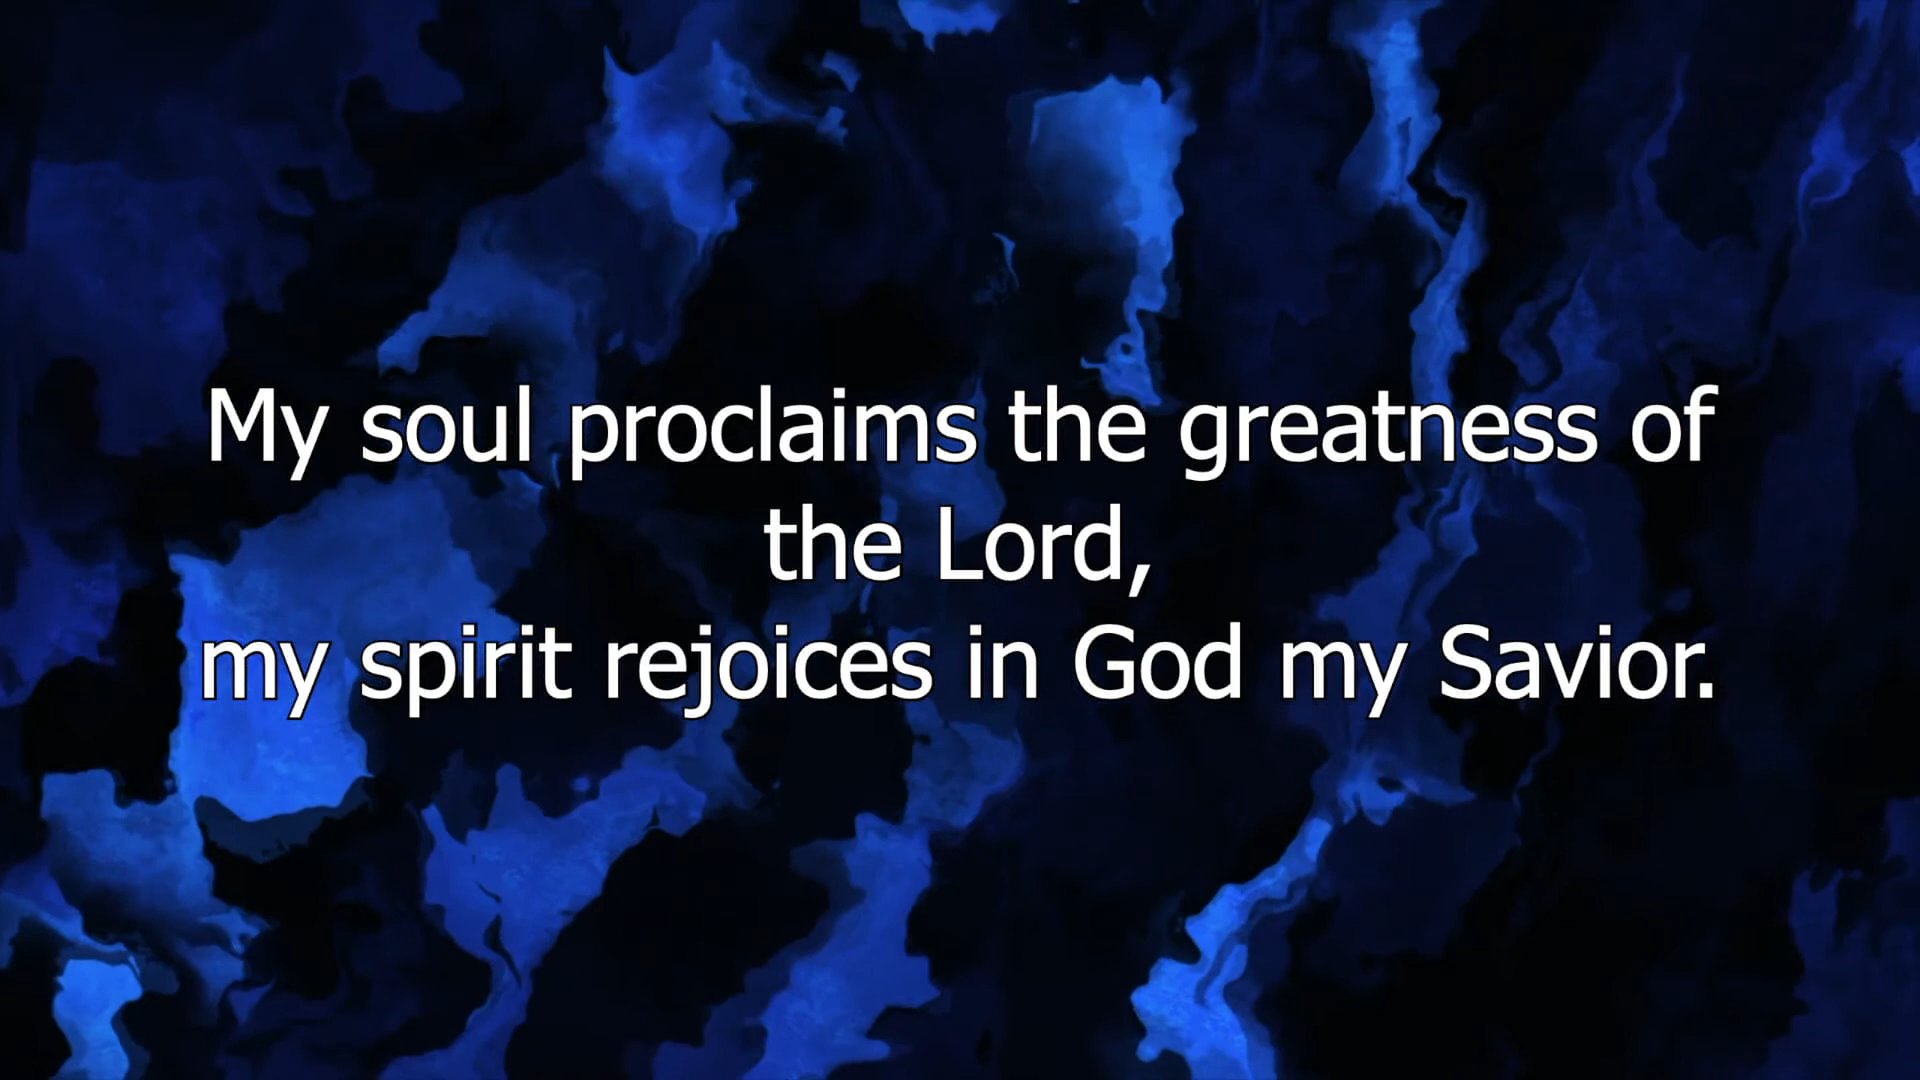 My soul proclaims the greatness of
the Lord,
my spirit rejoices in God my Savior.